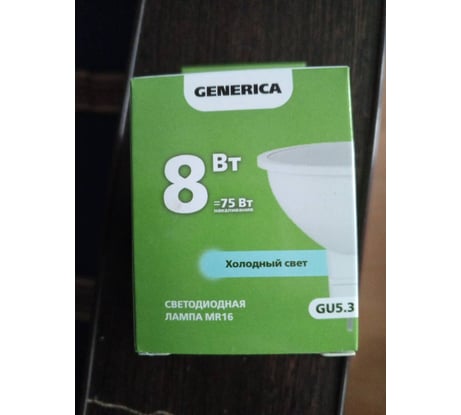 GENERICA
8 Вт
=75 Вт
накаливания
Холодный свет
СВЕТОДИОДНАЯ
ЛАМПА MR16
GU5.3